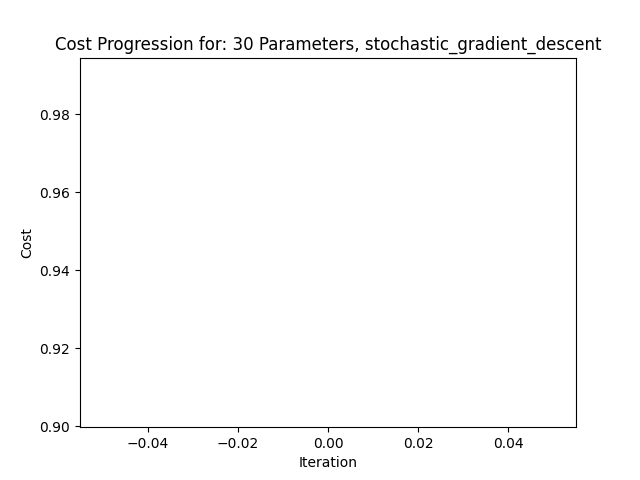 Cost Progression for: 30 Parameters, stochastic_gradient_descent
0.98
0.96
0.94
0.92
0.90
Cost
−0.04 −0.02 0.00 0.02 0.04
Iteration